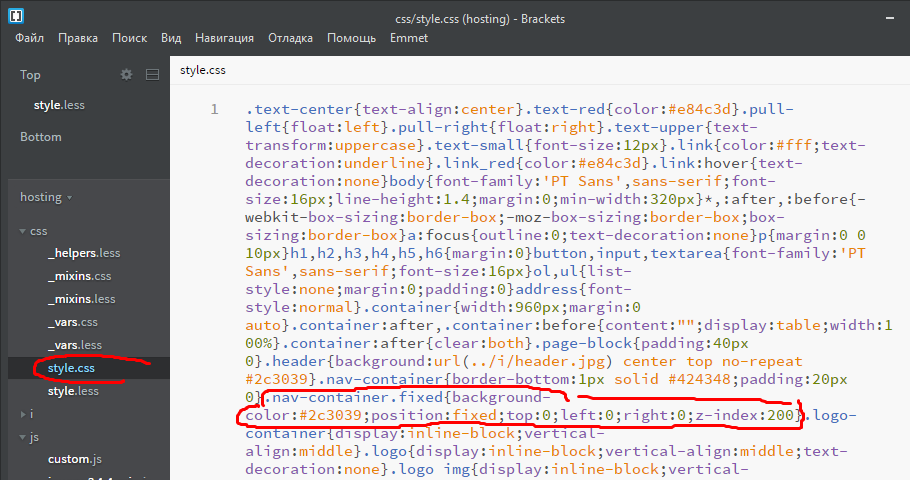 css/style.css (hosting) - Brackets
Файл Правка Поиск Вид Навигация Отладка Помощь Emmet
Top
style.less
Bottom
hosting
css
_helpers.less
_mixins.css
_mixins.less
_vars.css
_vars.less
style.css
style.less
i
js
custom.js
style.css
1
.text-center{text-align:center}.text-red{color:#e84c3d}.pull-
left{float:left}.pull-right{float:right}.text-upper{text-
transform:uppercase}.text-small{font-size:12px}.link{color:#fff;text-
decoration:underline}.link_red{color:#e84c3d}.link:hover{text-
decoration:none}body{font-family:'PT Sans',sans-serif;font-
size:16px;line-height:1.4;margin:0;min-width:320px}*,:after,:before{-
webkit-box-sizing:border-box;-moz-box-sizing:border-box;box-
sizing:border-box}a:focus{outline:0;text-decoration:none}p{margin:0 0
10px}h1,h2,h3,h4,h5,h6{margin:0}button,input,textarea{font-family:'PT
Sans',sans-serif;font-size:16px}ol,ul{list-
style:none;margin:0;padding:0}address{font-
style:normal}.container{width:960px;margin:0
auto}.container:after,.container:before{content:"";display:table;width:1
00%}.container:after{clear:both}.page-block{padding:40px
0}.header{background:url(../i/header.jpg) center top no-repeat
#2c3039}.nav-container{border-bottom:1px solid #424348;padding:20px
0}.nav-container.fixed{background-
color:#2c3039;position:fixed;top:0;left:0;right:0;z-index:200}.logo-
container{display:inline-block;vertical-
align:middle}.logo{display:inline-block;vertical-align:middle;text-
decoration:none}.logo img{display:inline-block;vertical-